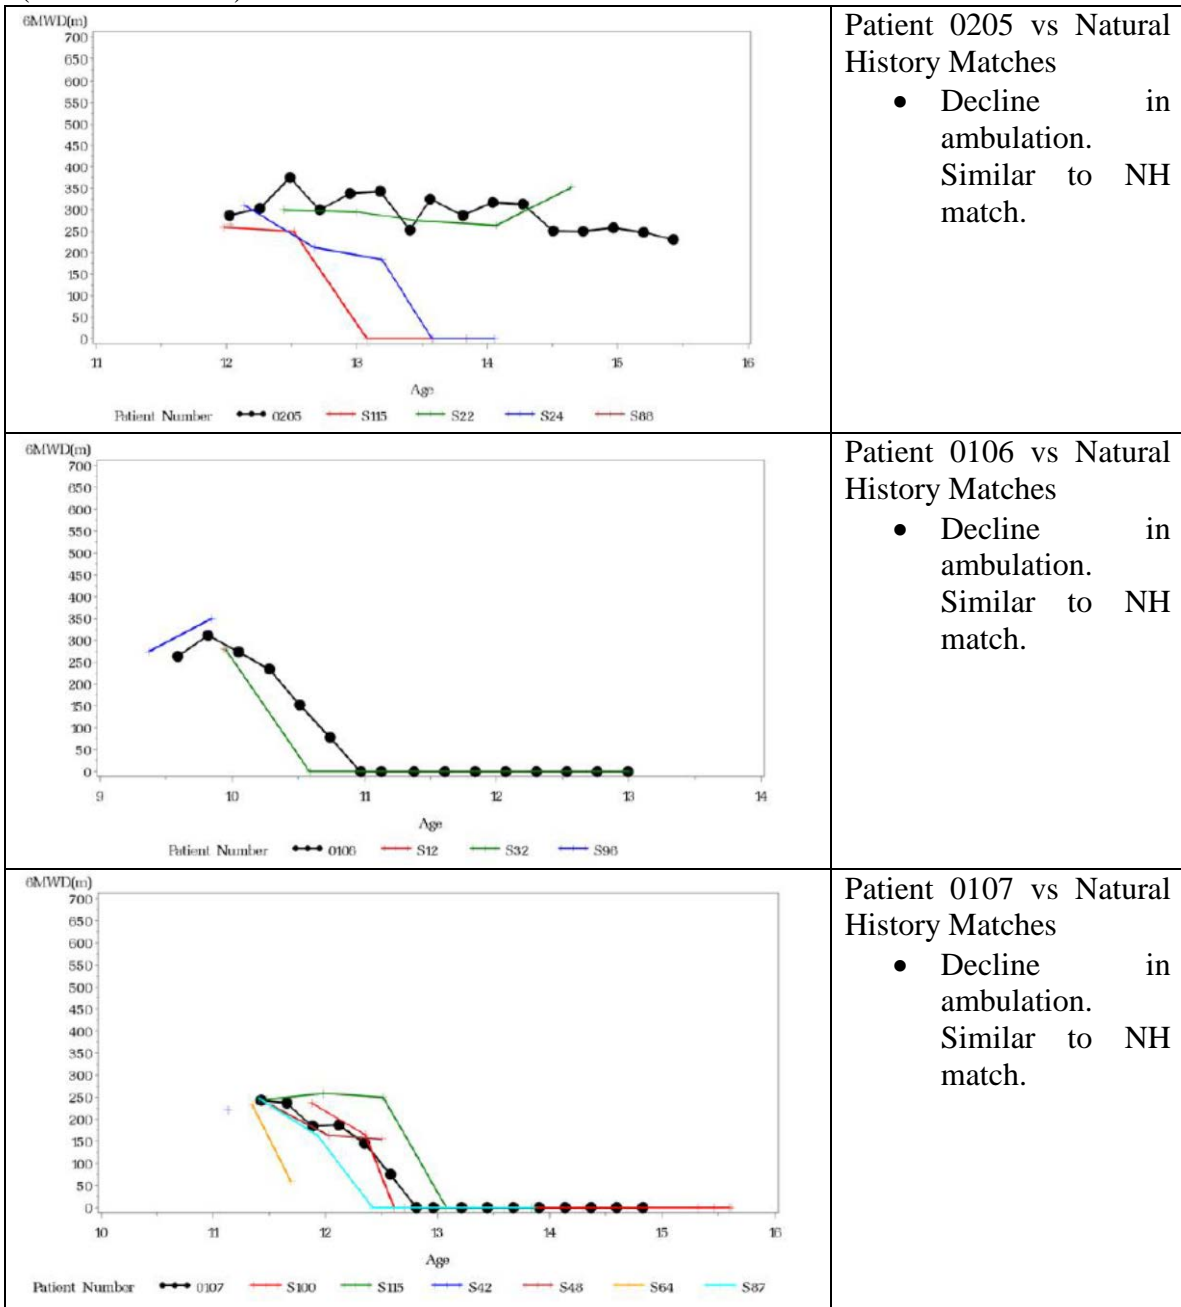 6MWD(m)
700
650
600
550
500
450
400
350
300
250
200
150
100
50
0
11 12 13 14 15 16
Age
Patient Number 0205 S115 S22 S24 S88
Patient 0205 vs Natural
History Matches
• Decline in
ambulation.
Similar to NH
match.
6MWD(m)
700
650
600
550
500
450
400
350
300
250
200
150
100
50
0
9 10 11 12 13 14
Age
Patient Number 0106 S12 S32 S96
Patient 0106 vs Natural
History Matches
• Decline in
ambulation.
Similar to NH
match.
6MWD(m)
700
650
600
550
500
450
400
350
300
250
200
150
100
50
0
10 11 12 13 14 15 16
Age
Patient Number 0107 S100 S115 S42 S48 S64 S87
Patient 0107 vs Natural
History Matches
• Decline in
ambulation.
Similar to NH
match.